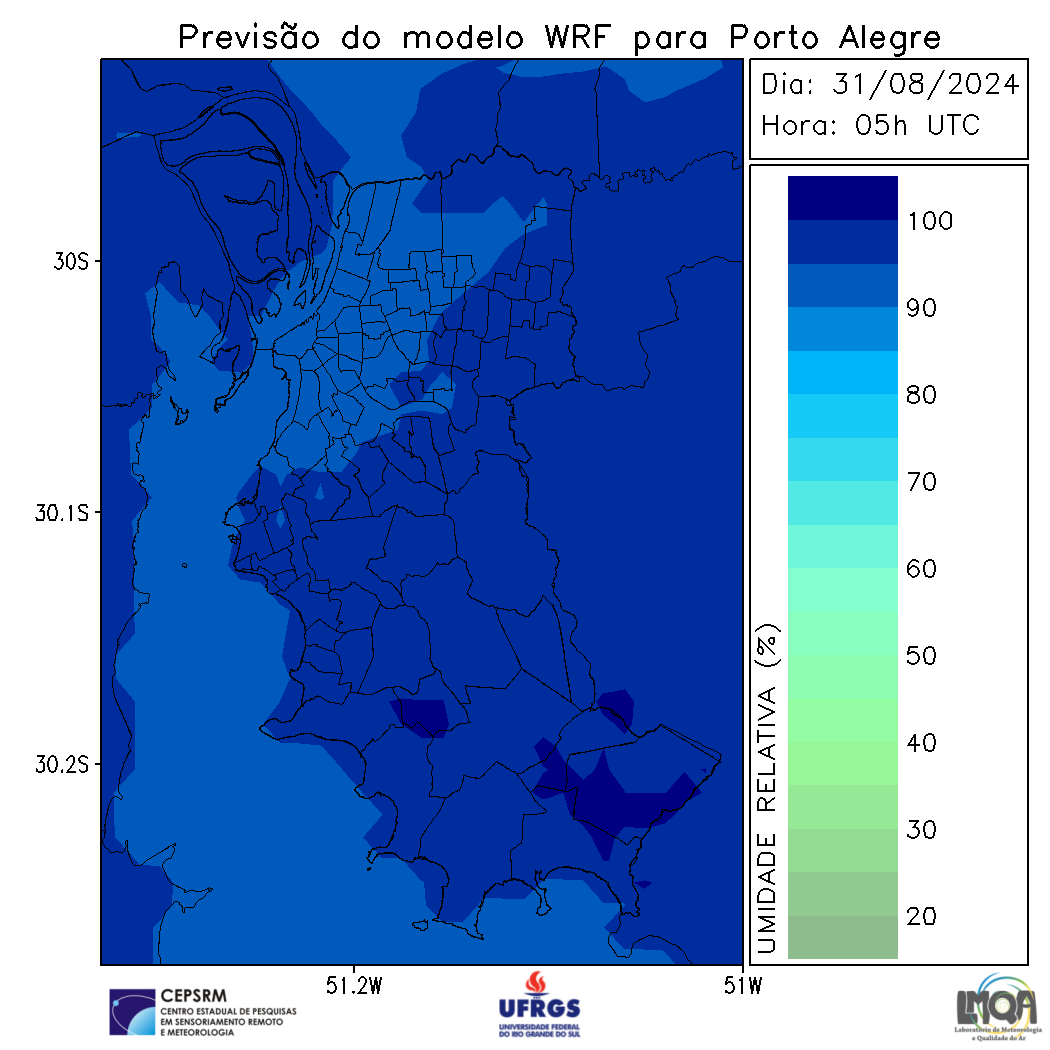 Previsão do modelo WRF para Porto Alegre
Dia: 31/08/2024
Hora: 05h UTC
100
90
80
70
60
50
40
30
20
UMIDADE RELATIVA (%)
30S
30.1S
30.2S
51.2W
51W
CEPSRM
CENTRO ESTADUAL DE PESQUISAS
EM SENSORIAMENTO REMOTO
E METEOROLOGIA
UFRGS
UNIVERSIDADE FEDERAL
DO RIO GRANDE DO SUL
LMQA
Laboratório de Meteorologia
e Qualidade do Ar